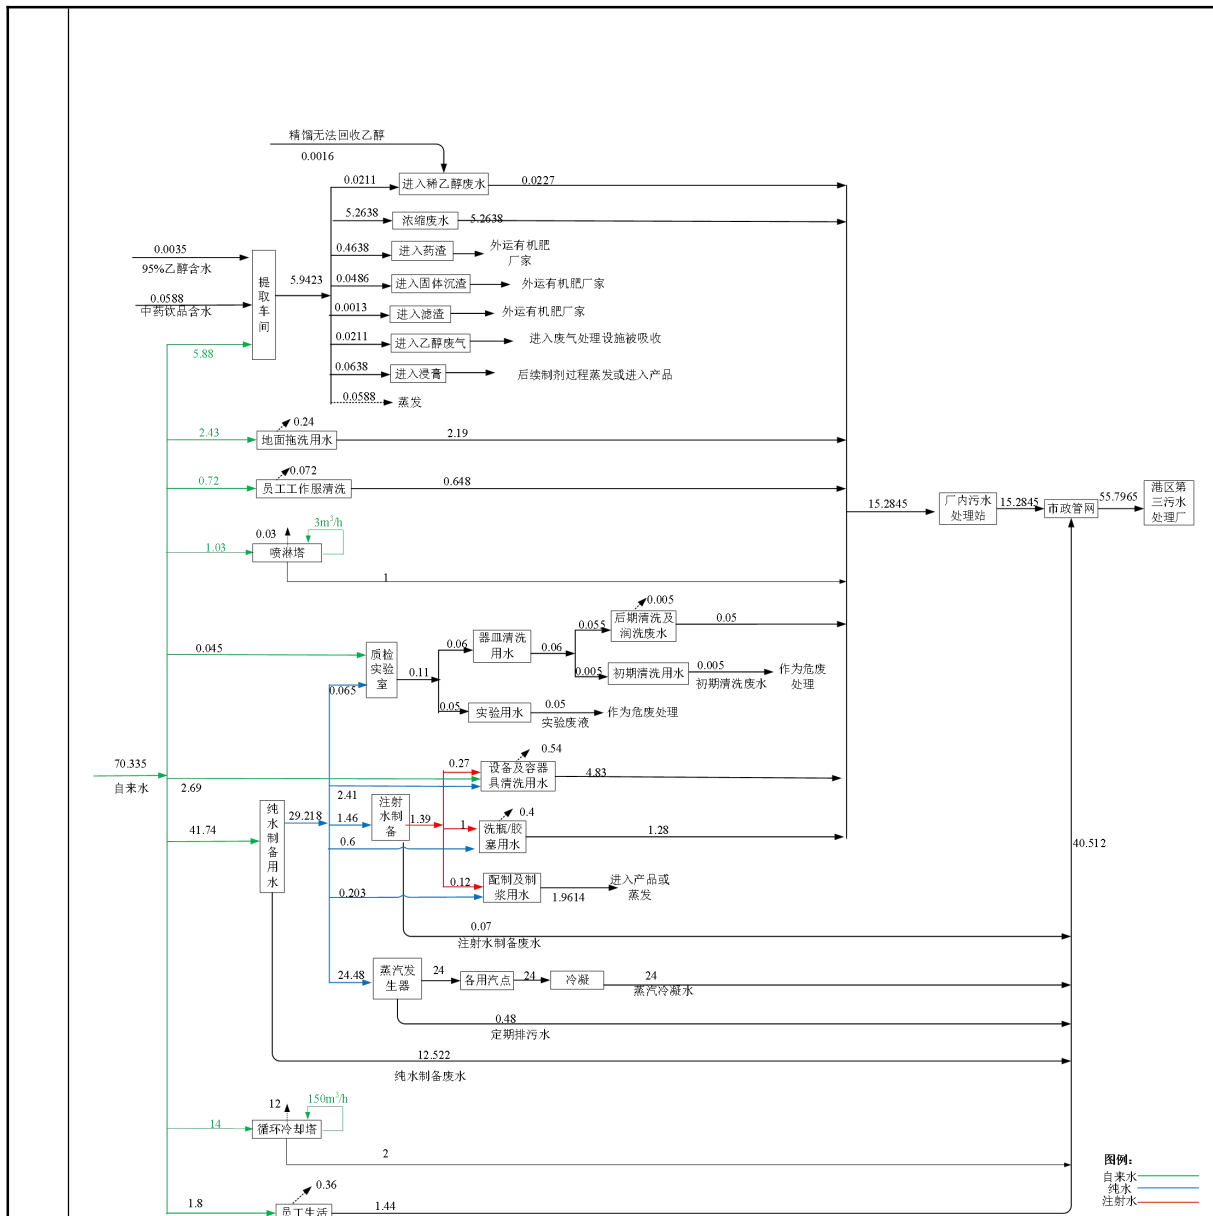 精馏无法回收乙醇
0.0016
0.0211
进入稀乙醇废水
0.0227
5.2638
浓缩废水
5.2638
0.0035
95%乙醇含水
0.0588
中药饮品含水
5.88
提取车间
5.9423
0.4638
进入药渣
外运有机肥
厂家
0.0486
进入固体沉渣
外运有机肥厂家
0.0013
进入滤渣
外运有机肥厂家
0.0211
进入乙醇废气
进入废气处理设施被吸收
0.0638
进入浸膏
后续制剂过程蒸发或进入产品
0.0588
蒸发
2.43
0.24
地面拖洗用水
2.19
0.72
0.072
员工工作服清洗
0.648
1.03
0.03
3m³/h
喷淋塔
1
15.2845
厂内污水
处理站
15.2845
市政管网
55.7965
港区第
三污水
处理厂
0.045
0.065
质检
实验
室
0.11
0.06
器皿清洗
用水
0.06
0.055
0.005
后期清洗及
润洗废水
0.05
0.005
初期清洗用水
0.005
初期清洗废水
作为危废
处理
0.05
实验用水
0.05
实验废液
作为危废处理
70.335
自来水
2.69
0.27
0.54
设备及容器
具清洗用水
4.83
2.41
41.74
纯水制备用水
29.218
1.46
注射
水制
备
1.39
1
0.4
洗瓶/胶
塞用水
1.28
0.6
0.12
0.203
配制及制
浆用水
1.9614
进入产品或
蒸发
40.512
0.07
注射水制备废水
24.48
蒸汽发
生器
24
各用汽点
24
冷凝
24
蒸汽冷凝水
0.48
定期排污水
12.522
纯水制备废水
14
12
150m³/h
循环冷却塔
2
1.8
0.36
员工生活
1.44
图例：
自来水
纯水
注射水